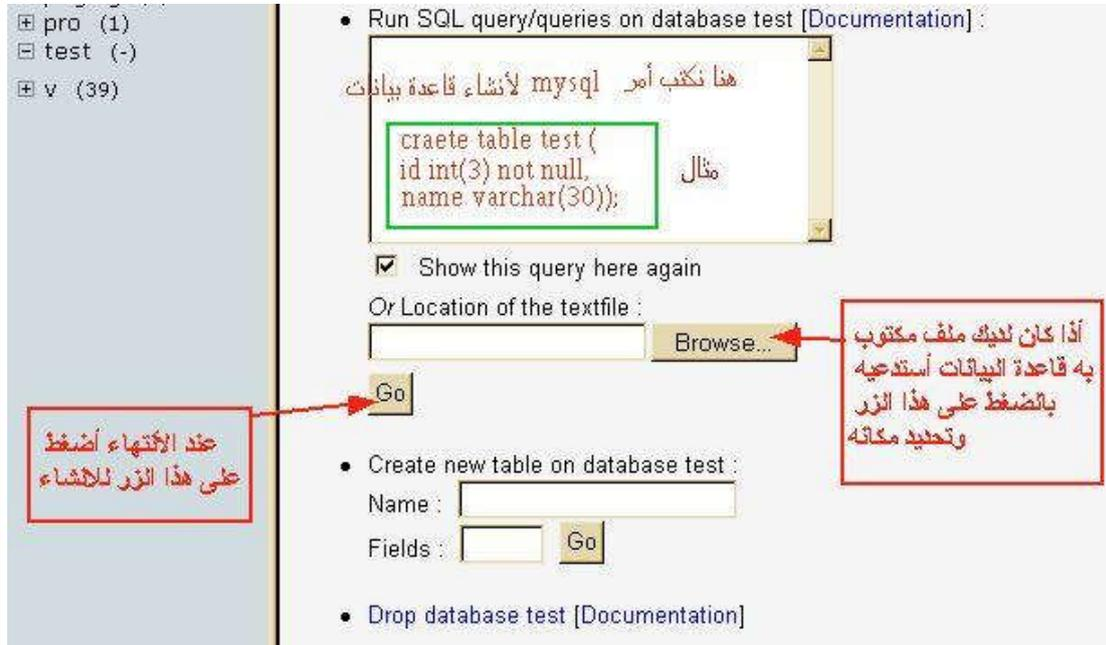 pro (1)
test (-)
v (39)
Run SQL query/queries on database test [Documentation] :
هنا نكتب أمر mysql لأنشاء قاعدة بيانات
craete table test (
id int(3) not null,
name varchar(30));
مثال
Show this query here again
Or Location of the textfile :
Browse...
أذا كان لديك ملف مكتوب
به قاعدة البيانات أستدعيه
بالضغط على هذا الزر
وتحديد مكانه
Go
عند الأنتهاء أضغط
على هذا الزر للانشاء
Create new table on database test :
Name :
Fields :
Go
Drop database test [Documentation]